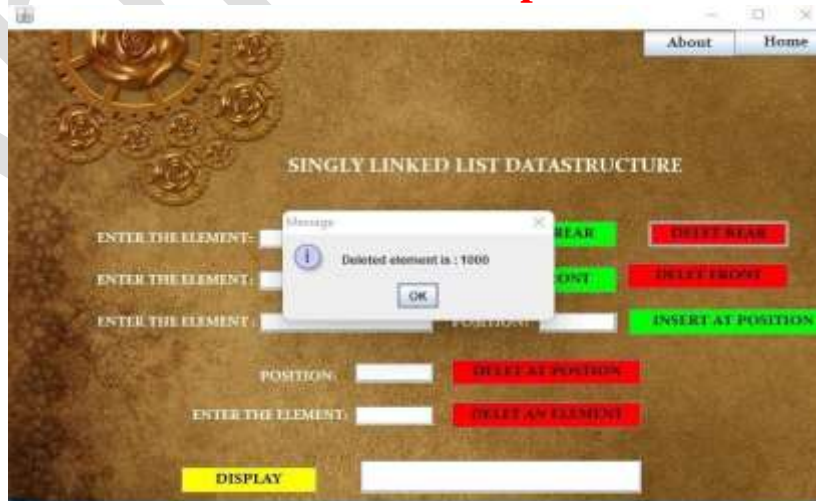 About Home
SINGLY LINKED LIST DATASTRUCTURE
Message
ENTER THE ELEMENT: REAR DELET REAR
Deleted element is : 1000
ENTER THE ELEMENT: DELET FRONT
OK
ENTER THE ELEMENT : POSITION: INSERT AT POSITION
POSITION: DELET AT POSITION
ENTER THE ELEMENT: DELET AN ELEMENT
DISPLAY